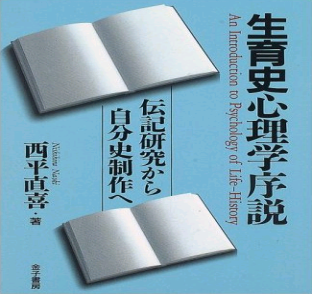 生育史心理学序説
An Introduction to Psychology of Life-History
伝記研究から
自分史制作へ
Nishihira Naoki
西平直喜・著
金子書房